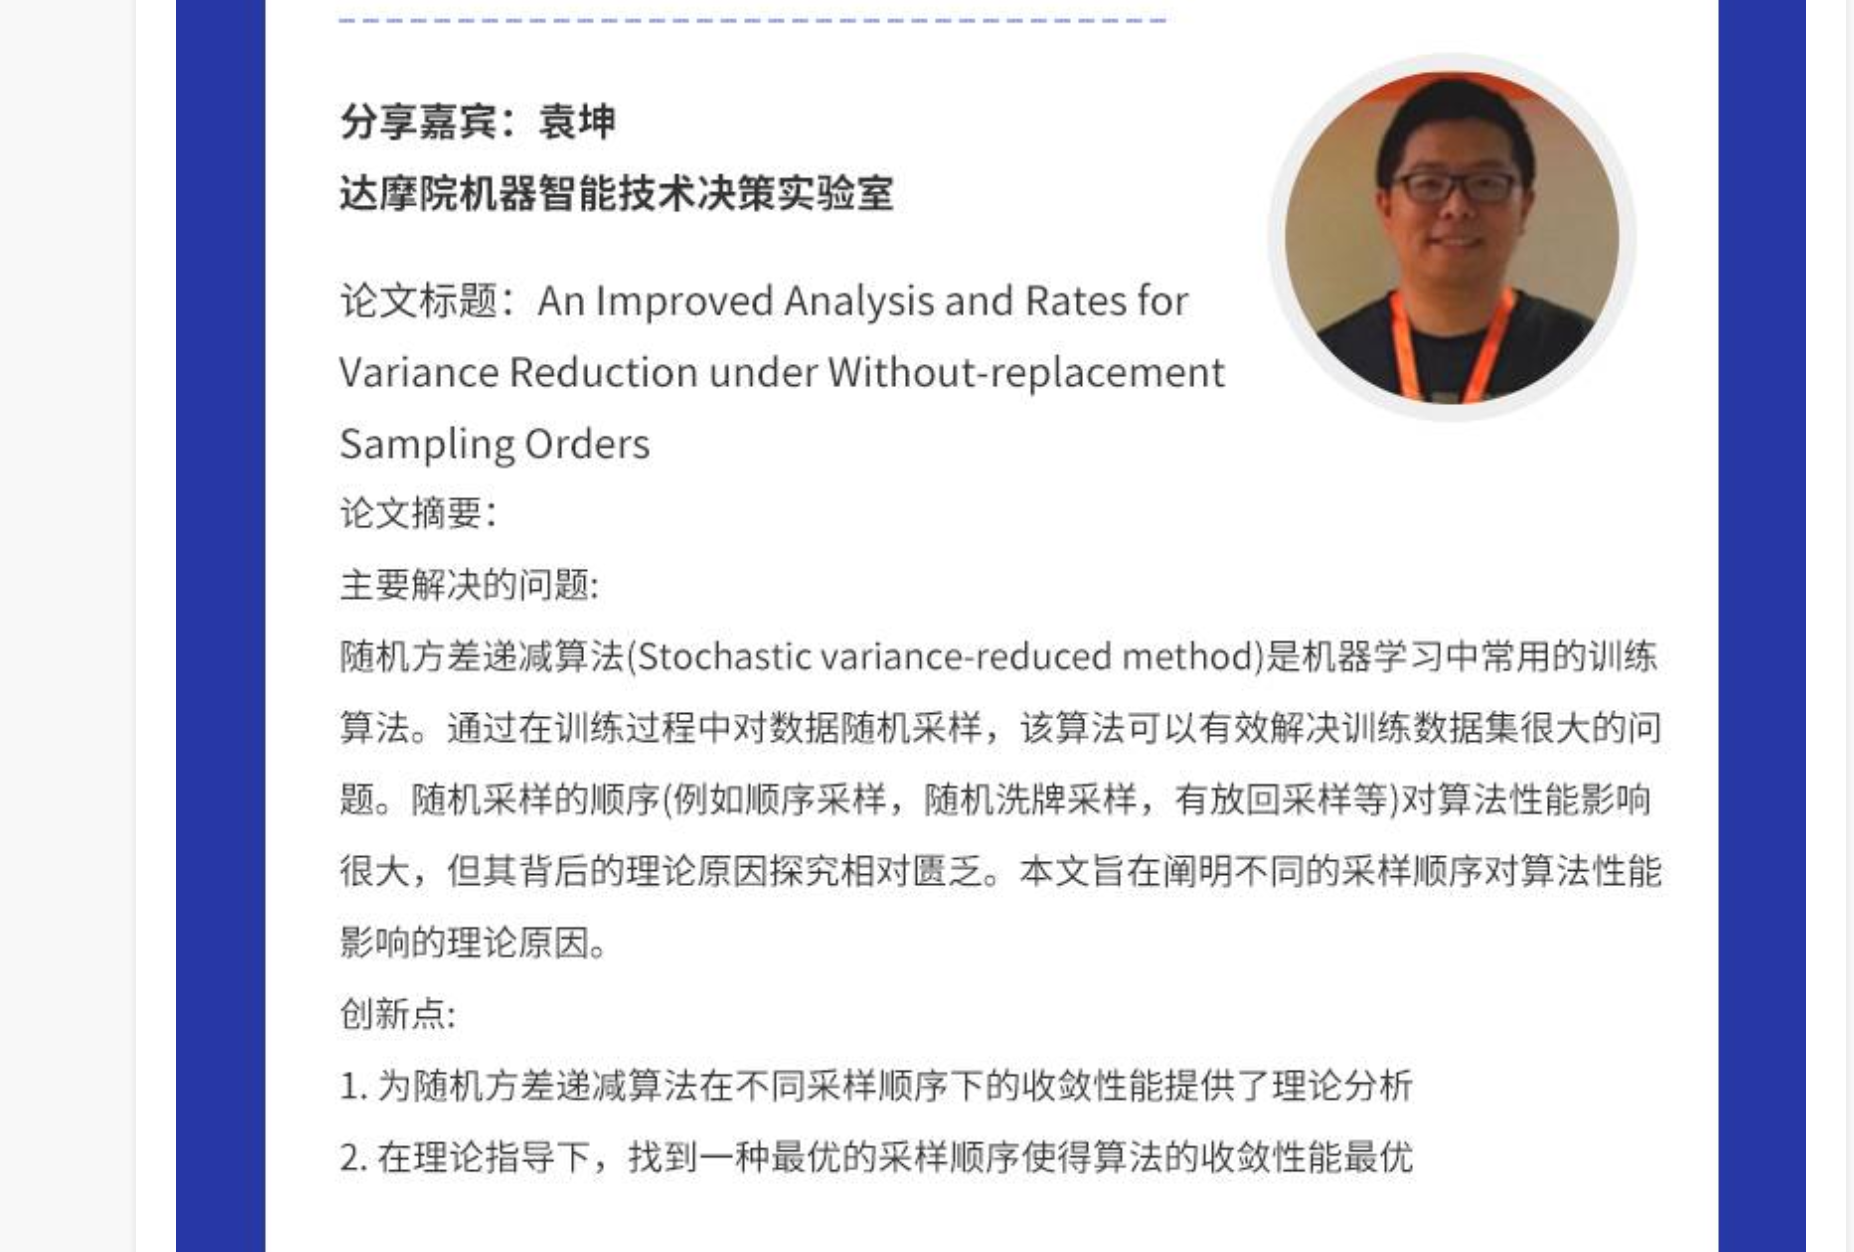 分享嘉宾：袁坤
达摩院机器智能技术决策实验室
论文标题：An Improved Analysis and Rates for
Variance Reduction under Without-replacement
Sampling Orders
论文摘要：
主要解决的问题:
随机方差递减算法(Stochastic variance-reduced method)是机器学习中常用的训练
算法。通过在训练过程中对数据随机采样，该算法可以有效解决训练数据集很大的问
题。随机采样的顺序(例如顺序采样，随机洗牌采样，有放回采样等)对算法性能影响
很大，但其背后的理论原因探究相对匮乏。本文旨在阐明不同的采样顺序对算法性能
影响的理论原因。
创新点:
1. 为随机方差递减算法在不同采样顺序下的收敛性能提供了理论分析
2. 在理论指导下，找到一种最优的采样顺序使得算法的收敛性能最优